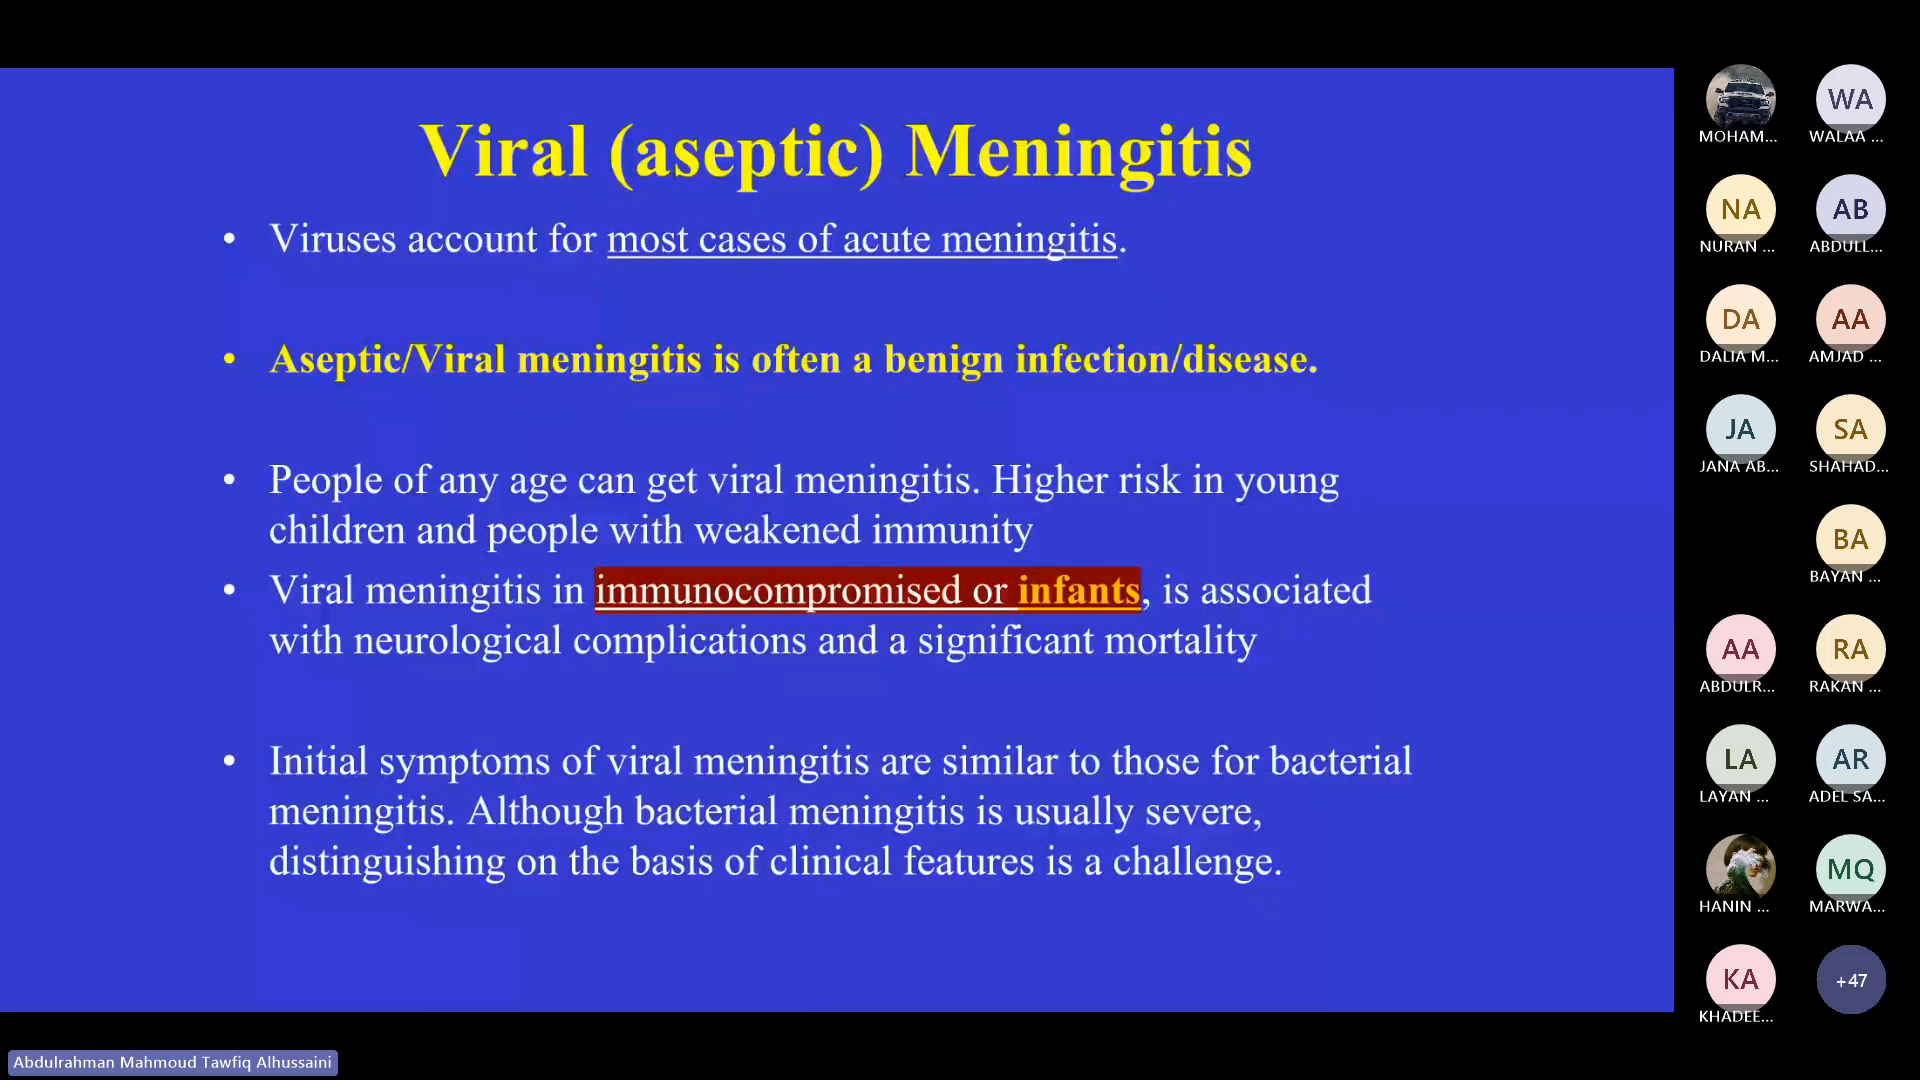 Viral (aseptic) Meningitis
• Viruses account for most cases of acute meningitis.
• Aseptic/Viral meningitis is often a benign infection/disease.
• People of any age can get viral meningitis. Higher risk in young
children and people with weakened immunity
• Viral meningitis in immunocompromised or infants, is associated
with neurological complications and a significant mortality
• Initial symptoms of viral meningitis are similar to those for bacterial
meningitis. Although bacterial meningitis is usually severe,
distinguishing on the basis of clinical features is a challenge.
MOHAM...
WA
WALAA ...
NA
NURAN ...
AB
ABDULL...
DA
DALIA M...
AA
AMJAD ...
JA
JANA AB...
SA
SHAHAD...
BA
BAYAN ...
AA
ABDULR...
RA
RAKAN ...
LA
LAYAN ...
AR
ADEL SA...
HANIN ...
MQ
MARWA...
KA
KHADEE...
+47
Abdulrahman Mahmoud Tawfiq Alhussaini